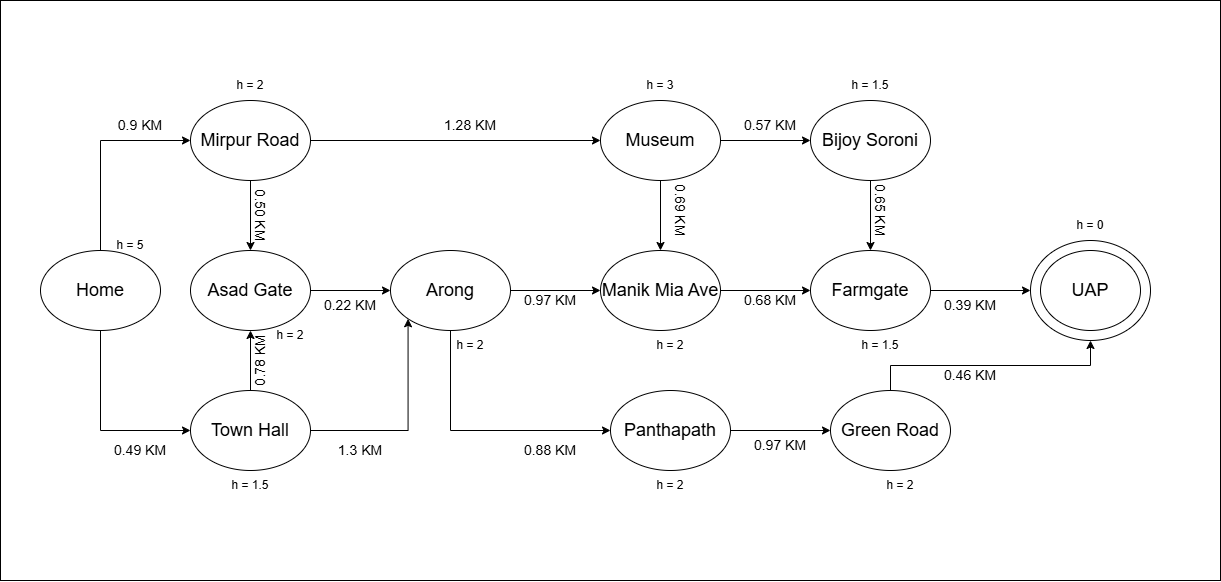 h = 2
h = 3
h = 1.5
0.9 KM
1.28 KM
0.57 KM
Mirpur Road
Museum
Bijoy Soroni
0.50 KM
0.69 KM
0.65 KM
h = 0
h = 5
Home
Asad Gate
Arong
Manik Mia Ave
Farmgate
UAP
0.22 KM
0.97 KM
0.68 KM
0.39 KM
h = 2
h = 2
h = 2
h = 1.5
0.78 KM
0.46 KM
Town Hall
Panthapath
Green Road
0.49 KM
1.3 KM
0.88 KM
0.97 KM
h = 1.5
h = 2
h = 2